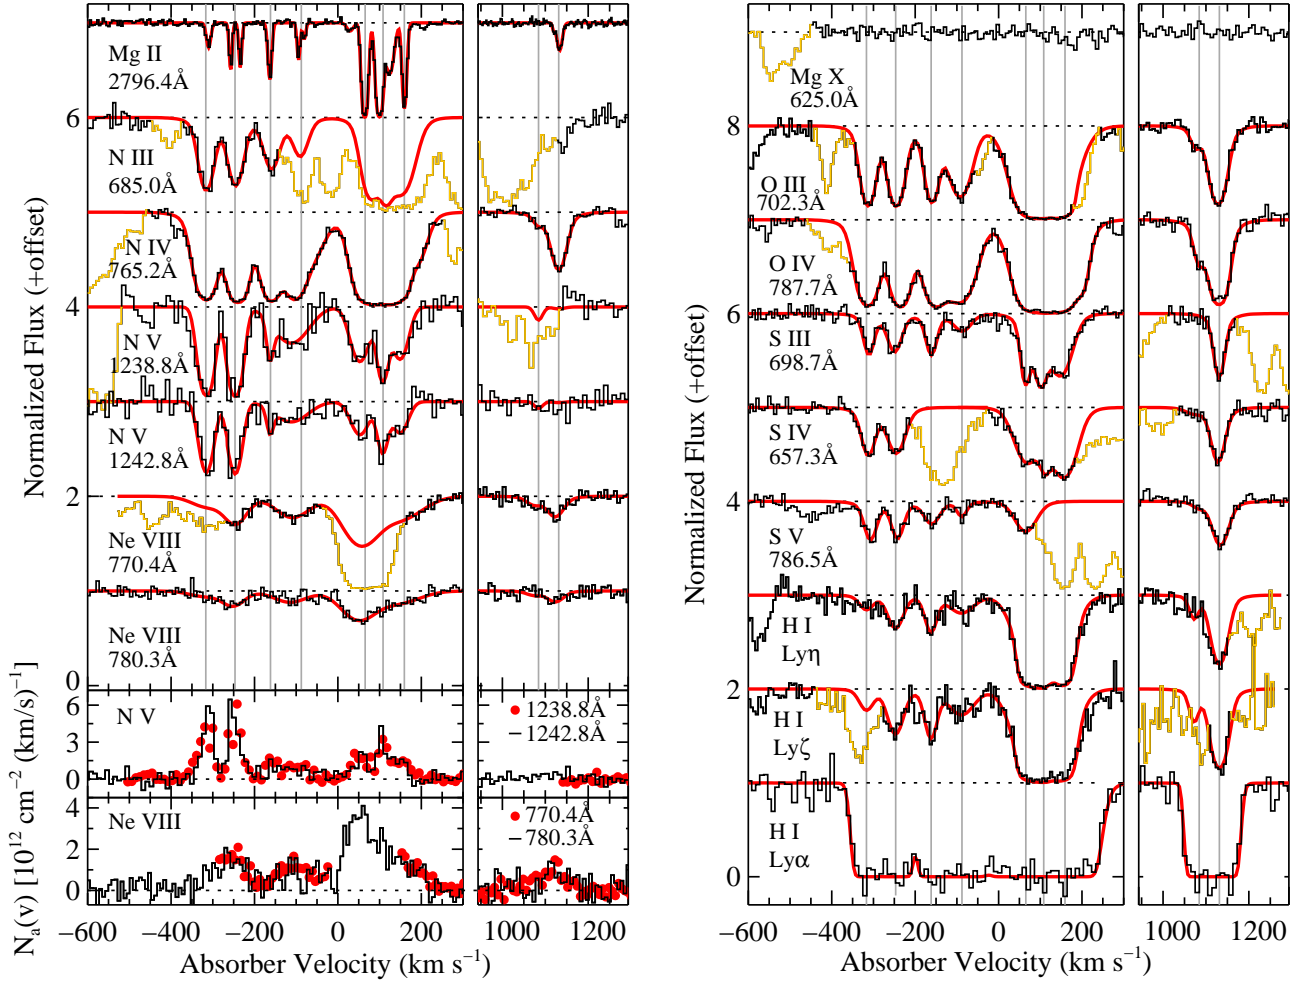 Mg II
2796.4Å
6
N III
685.0Å
N IV
765.2Å
4
N V
1238.8Å
N V
1242.8Å
2
Ne VIII
770.4Å
Ne VIII
780.3Å
0
Normalized Flux (+offset)
6
3
0
N V
1238.8Å
1242.8Å
4
2
0
Ne VIII
770.4Å
780.3Å
Nₐ(v) [10¹² cm⁻² (km/s)⁻¹]
−600 −400 −200 0 200 1000 1200
Absorber Velocity (km s⁻¹)
Mg X
625.0Å
8
O III
702.3Å
O IV
787.7Å
6
S III
698.7Å
S IV
657.3Å
4
S V
786.5Å
H I
Lyη
2
H I
Lyζ
H I
Lyα
0
Normalized Flux (+offset)
−600 −400 −200 0 200 1000 1200
Absorber Velocity (km s⁻¹)